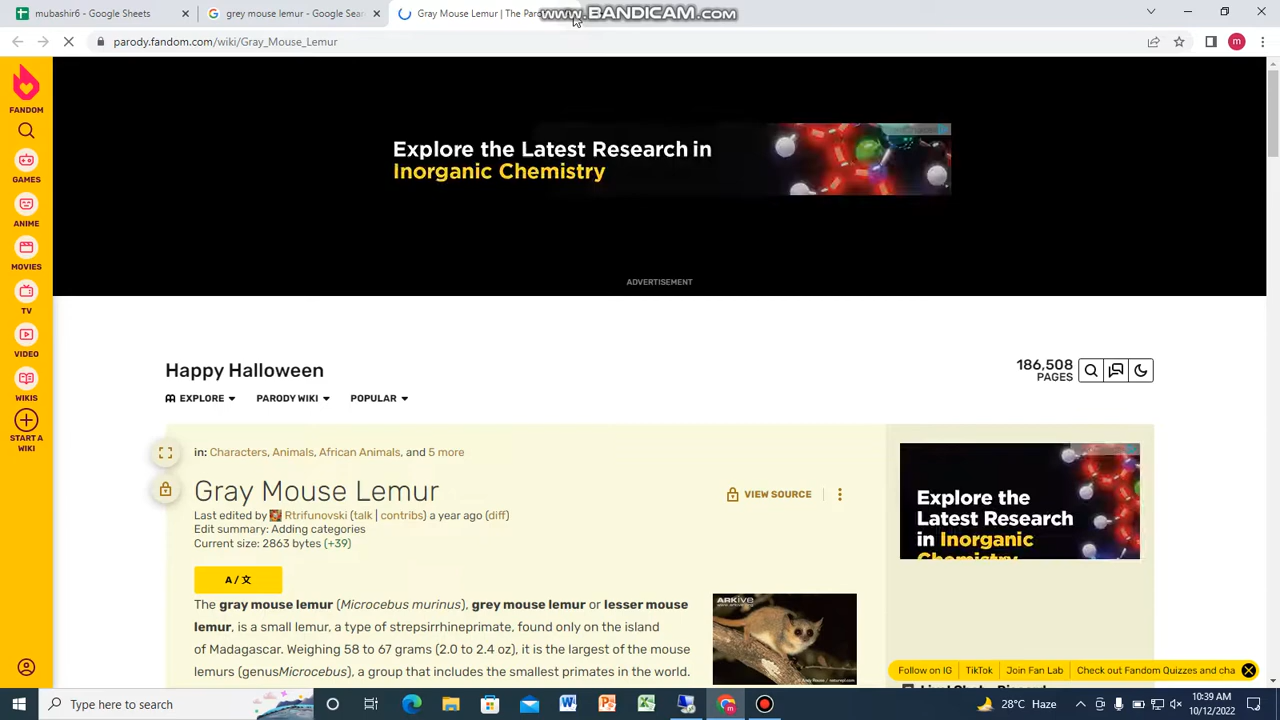 mubashir6 - Google Sheets
grey mouse lemur - Google Sea
Gray Mouse Lemur | The Par
www.BANDICAM.com
parody.fandom.com/wiki/Gray_Mouse_Lemur
m
FANDOM
GAMES
ANIME
MOVIES
TV
VIDEO
WIKIS
START A
WIKI
Explore the Latest Research in
Inorganic Chemistry
ADVERTISEMENT
Happy Halloween
186,508
PAGES
EXPLORE
PARODY WIKI
POPULAR
in: Characters, Animals, African Animals, and 5 more
Gray Mouse Lemur
VIEW SOURCE
Last edited by Rtrifunovski (talk | contribs) a year ago (diff)
Edit summary: Adding categories
Current size: 2863 bytes (+39)
A / 文
The gray mouse lemur (Microcebus murinus), grey mouse lemur or lesser mouse
lemur, is a small lemur, a type of strepsirrhineprimate, found only on the island
of Madagascar. Weighing 58 to 67 grams (2.0 to 2.4 oz), it is the largest of the mouse
lemurs (genusMicrocebus), a group that includes the smallest primates in the world.
ARKive
www.arkive.org
Explore the
Latest Research
in Inorganic
Chemistry
Follow on IG
TikTok
Join Fan Lab
Check out Fandom Quizzes and cha
Type here to search
28°C Haze
10:39 AM
10/12/2022